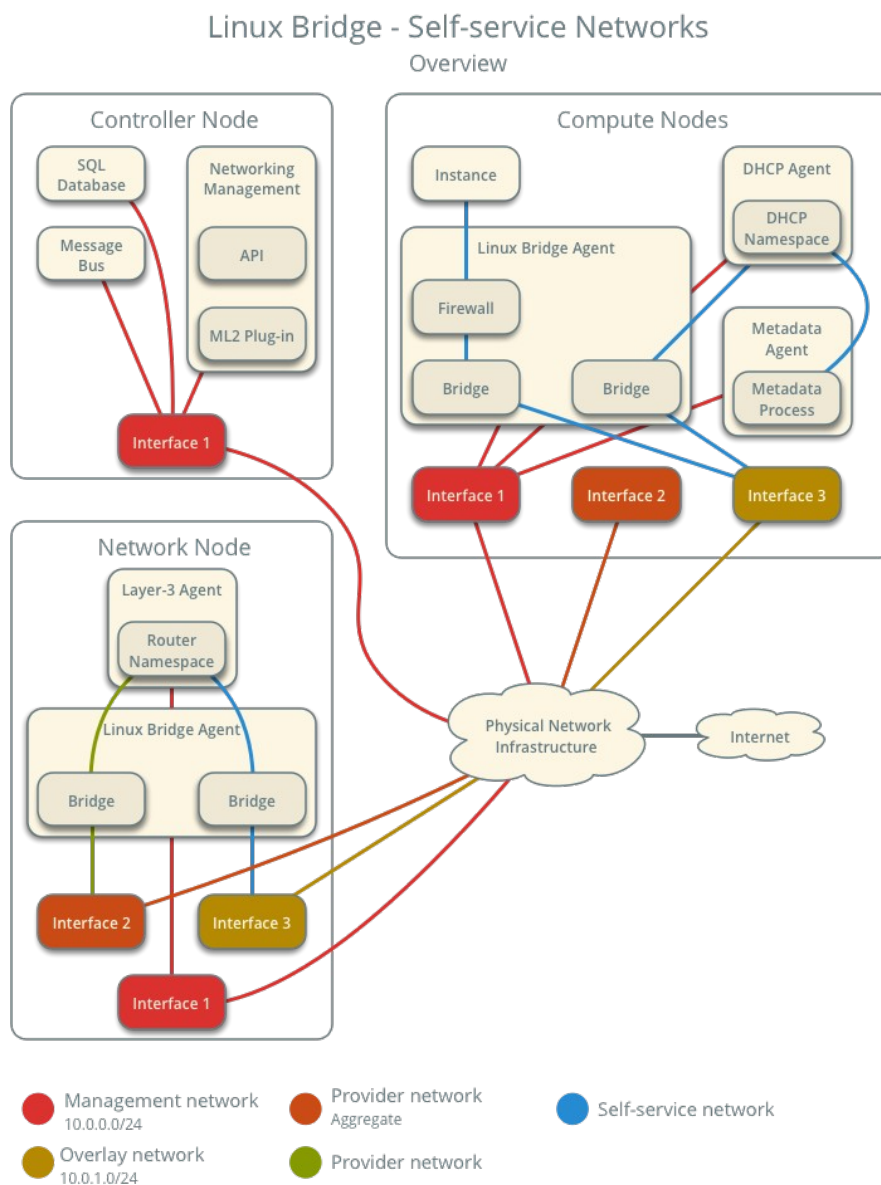 Linux Bridge - Self-service Networks
Overview
Controller Node
SQL
Database
Networking
Management
Message
Bus
API
ML2 Plug-in
Interface 1
Compute Nodes
Instance
DHCP Agent
DHCP
Namespace
Linux Bridge Agent
Firewall
Metadata
Agent
Bridge
Bridge
Metadata
Process
Interface 1
Interface 2
Interface 3
Network Node
Layer-3 Agent
Router
Namespace
Linux Bridge Agent
Bridge
Bridge
Interface 2
Interface 3
Interface 1
Physical Network
Infrastructure
Internet
Management network
10.0.0.0/24
Provider network
Aggregate
Self-service network
Overlay network
10.0.1.0/24
Provider network